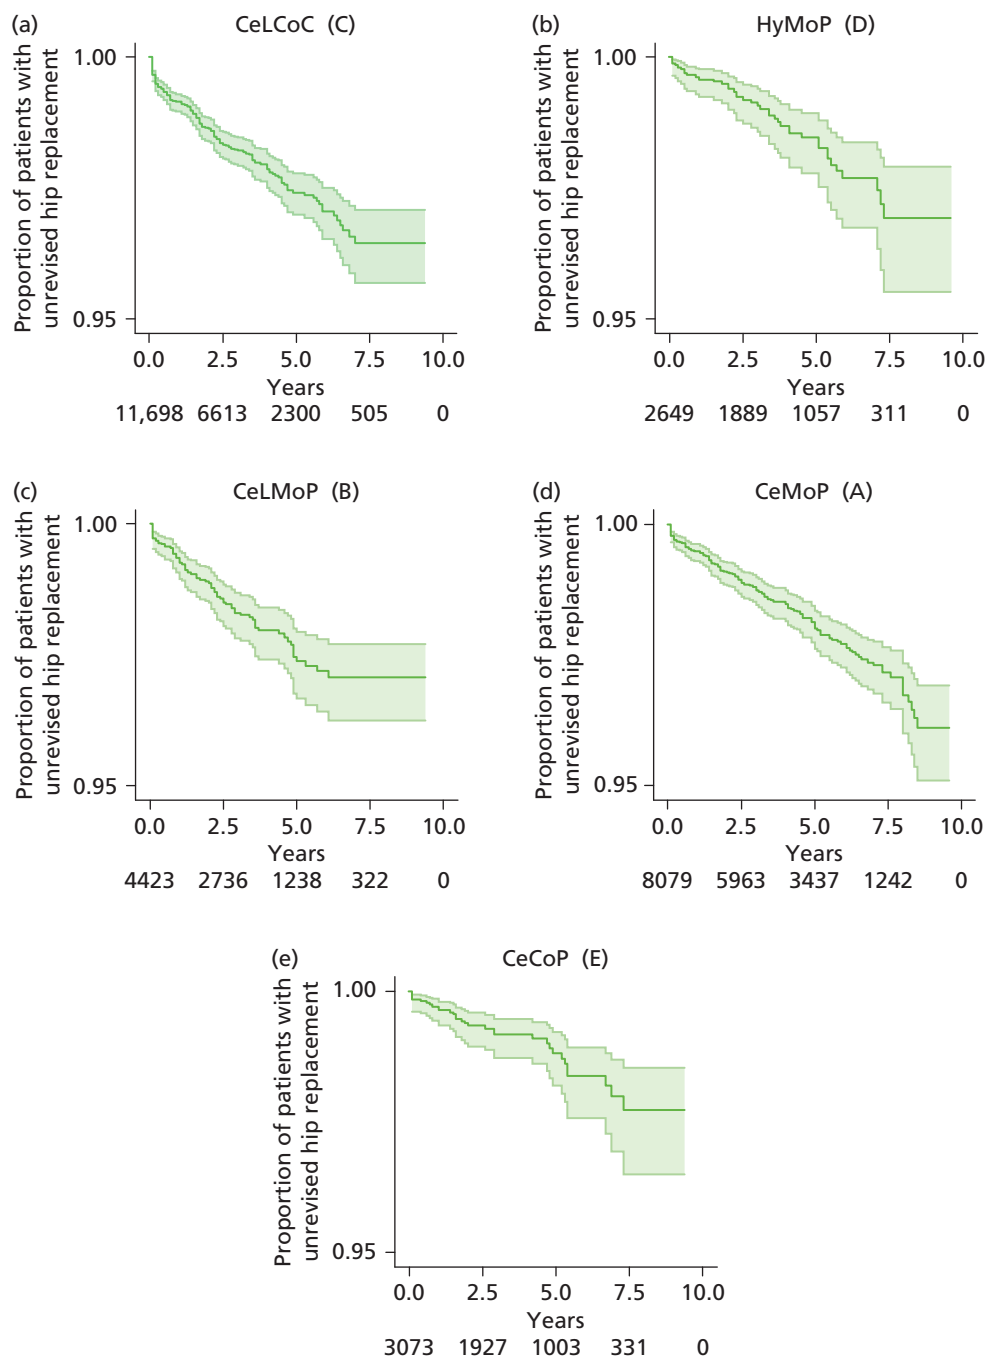 (a) CeLCoC (C)
Proportion of patients with
unrevised hip replacement
1.00
0.95
0.0 2.5 5.0 7.5 10.0
Years
11,698 6613 2300 505 0
(b) HyMoP (D)
Proportion of patients with
unrevised hip replacement
1.00
0.95
0.0 2.5 5.0 7.5 10.0
Years
2649 1889 1057 311 0
(c) CeLMoP (B)
Proportion of patients with
unrevised hip replacement
1.00
0.95
0.0 2.5 5.0 7.5 10.0
Years
4423 2736 1238 322 0
(d) CeMoP (A)
Proportion of patients with
unrevised hip replacement
1.00
0.95
0.0 2.5 5.0 7.5 10.0
Years
8079 5963 3437 1242 0
(e) CeCoP (E)
Proportion of patients with
unrevised hip replacement
1.00
0.95
0.0 2.5 5.0 7.5 10.0
Years
3073 1927 1003 331 0